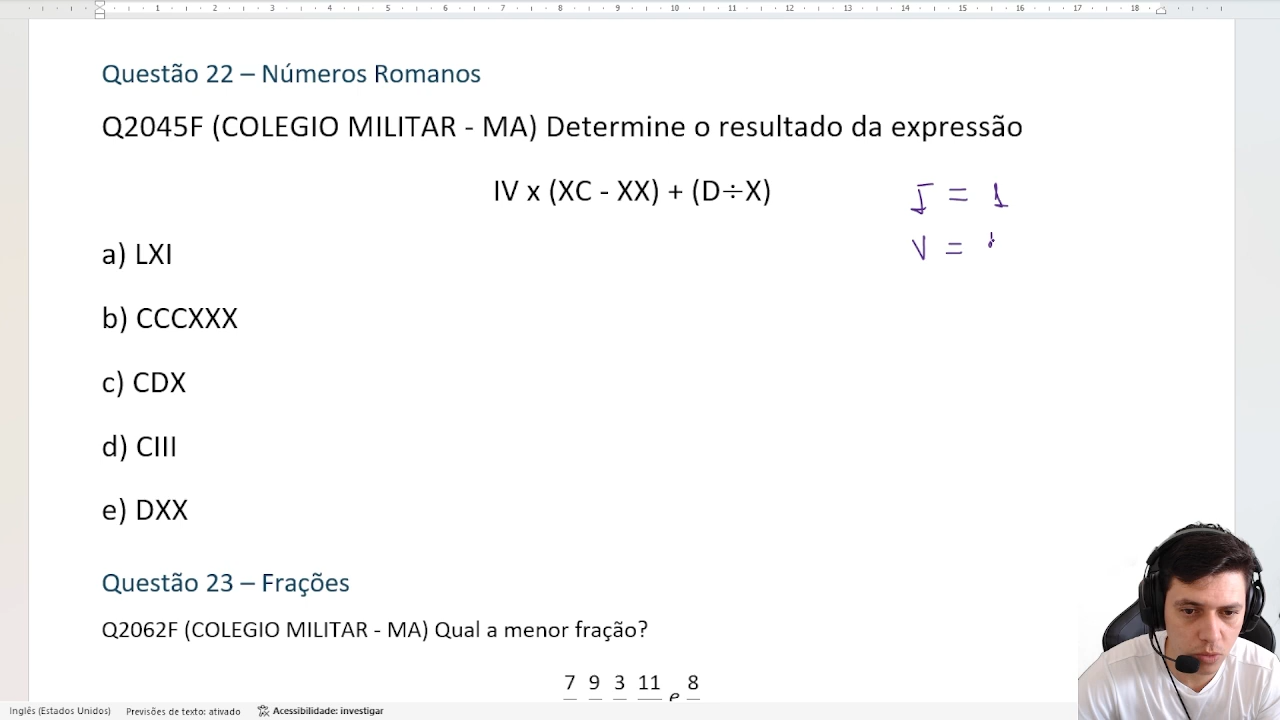 Questão 22 – Números Romanos
Q2045F (COLEGIO MILITAR - MA) Determine o resultado da expressão
IV x (XC - XX) + (D÷X)
I = 1
V =
a) LXI
b) CCCXXX
c) CDX
d) CIII
e) DXX
Questão 23 – Frações
Q2062F (COLEGIO MILITAR - MA) Qual a menor fração?
7 9 3 11 e 8
Inglês (Estados Unidos) Previsões de texto: ativado Acessibilidade: investigar